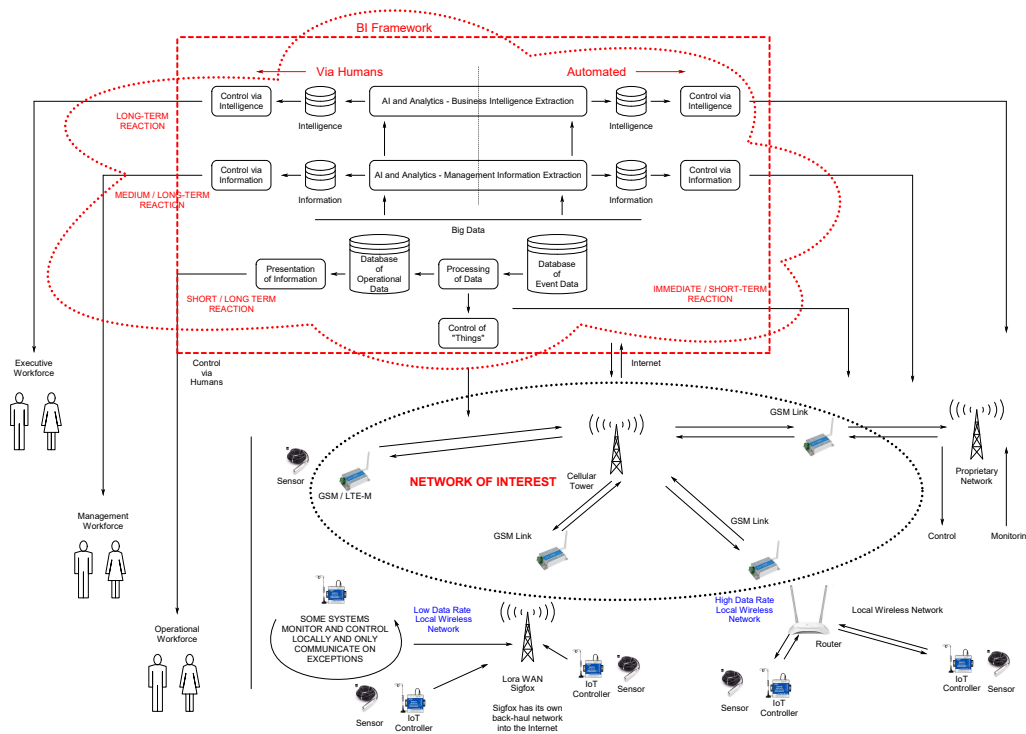 BI Framework
Via Humans
Automated
Control via
Intelligence
Intelligence
AI and Analytics - Business Intelligence Extraction
Intelligence
Control via
Intelligence
LONG-TERM
REACTION
Control via
Information
Information
AI and Analytics - Management Information Extraction
Information
Control via
Information
MEDIUM / LONG-TERM
REACTION
Big Data
Presentation
of Information
Database
of
Operational
Data
Processing
of Data
Database
of
Event Data
SHORT / LONG TERM
REACTION
IMMEDIATE / SHORT-TERM
REACTION
Control of
"Things"
Executive
Workforce
Control
via
Humans
Internet
GSM Link
Sensor
GSM / LTE-M
NETWORK OF INTEREST
Cellular
Tower
Proprietary
Network
Management
Workforce
GSM Link
GSM Link
Control
Monitorin
Low Data Rate
Local Wireless
Network
High Data Rate
Local Wireless
Network
Local Wireless Network
SOME SYSTEMS
MONITOR AND CONTROL
LOCALLY AND ONLY
COMMUNICATE ON
EXCEPTIONS
Operational
Workforce
Router
Lora WAN
Sigfox
Sensor
IoT
Controller
IoT
Controller
Sensor
Sensor
IoT
Controller
IoT
Controller
Sensor
Sigfox has its own
back-haul network
into the Internet